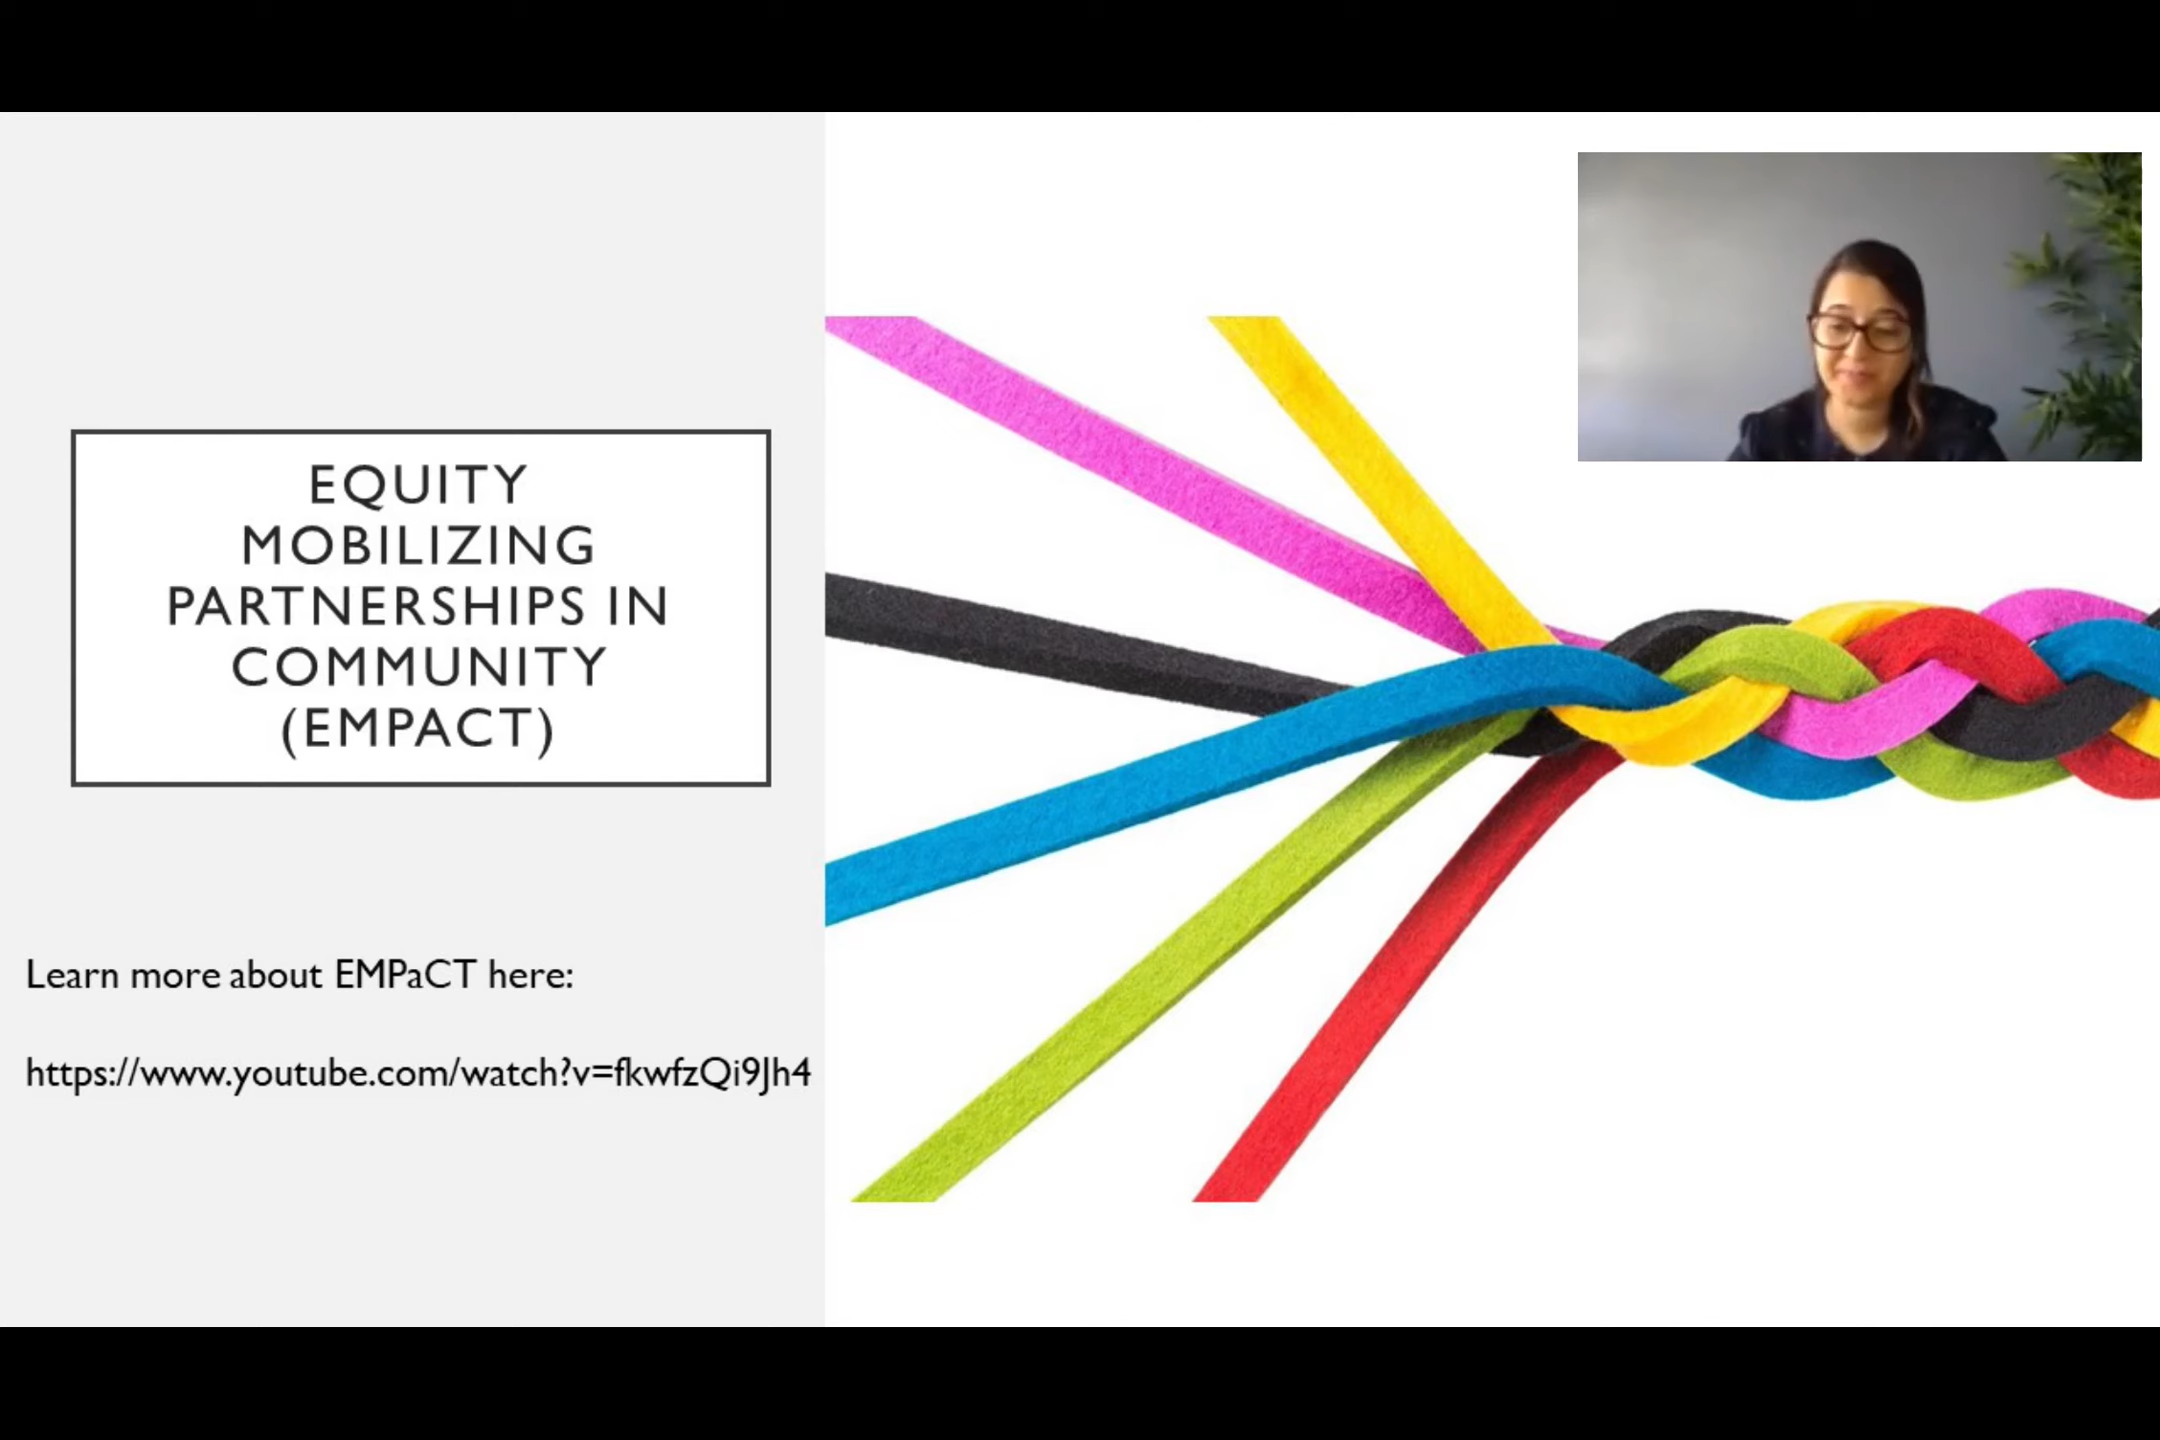 EQUITY
MOBILIZING
PARTNERSHIPS IN
COMMUNITY
(EMPACT)
Learn more about EMPaCT here:
https://www.youtube.com/watch?v=fkwfzQi9Jh4